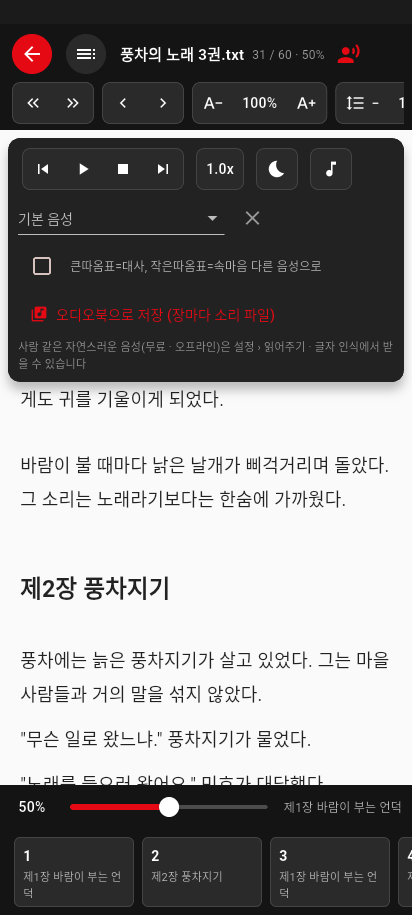 풍차의 노래 3권.txt 31 / 60 · 50%
A− 100% A+ − 1
1.0x
기본 음성
큰따옴표=대사, 작은따옴표=속마음 다른 음성으로
오디오북으로 저장 (장마다 소리 파일)
사람 같은 자연스러운 음성(무료 · 오프라인)은 설정 › 읽어주기 · 글자 인식에서 받
을 수 있습니다
게도 귀를 기울이게 되었다.
바람이 불 때마다 낡은 날개가 삐걱거리며 돌았다.
그 소리는 노래라기보다는 한숨에 가까웠다.
제2장 풍차지기
풍차에는 늙은 풍차지기가 살고 있었다. 그는 마을
사람들과 거의 말을 섞지 않았다.
"무슨 일로 왔느냐." 풍차지기가 물었다.
"노래를 들으러 왔어요."
50% 제1장 바람이 부는 언덕
1 2 3 4
제1장 바람이 부는 언 제2장 풍차지기 제1장 바람이 부는 언
덕 덕